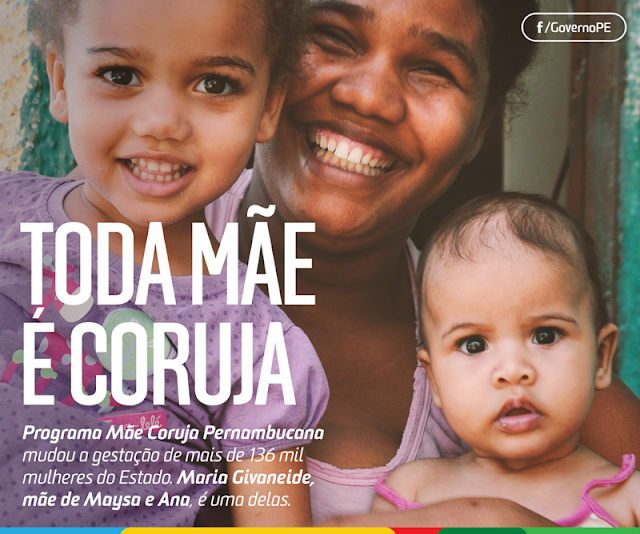 f /GovernoPE
TODA MÃE
É CORUJA
Programa Mãe Coruja Pernambucana
mudou a gestação de mais de 136 mil
mulheres do Estado. Maria Givaneide,
mãe de Maysa e Ana, é uma delas.